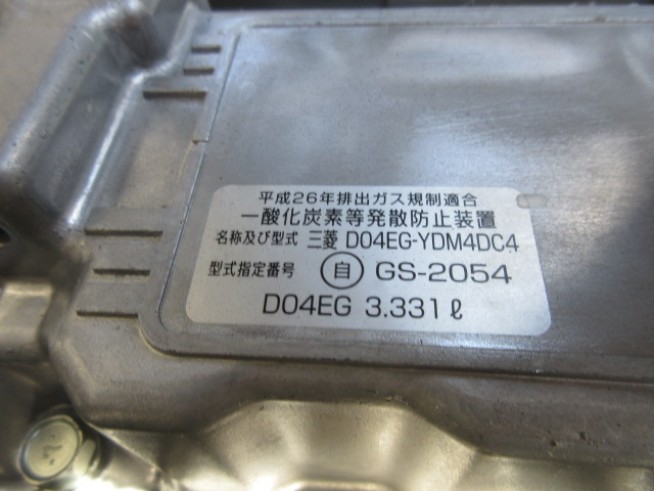 平成26年排出ガス規制適合
一酸化炭素等発散防止装置
名称及び型式 三菱 D04EG-YDM4DC4
型式指定番号 自 GS-2054
D04EG 3.331ℓ